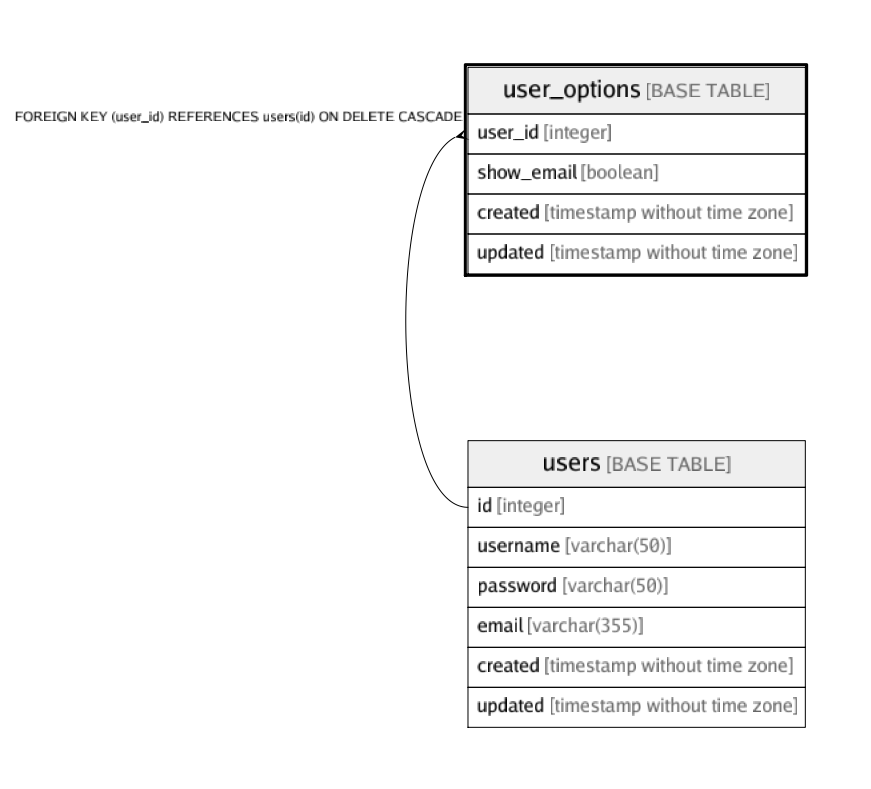 user_options [BASE TABLE]
FOREIGN KEY (user_id) REFERENCES users(id) ON DELETE CASCADE
user_id [integer]
show_email [boolean]
created [timestamp without time zone]
updated [timestamp without time zone]
users [BASE TABLE]
id [integer]
username [varchar(50)]
password [varchar(50)]
email [varchar(355)]
created [timestamp without time zone]
updated [timestamp without time zone]